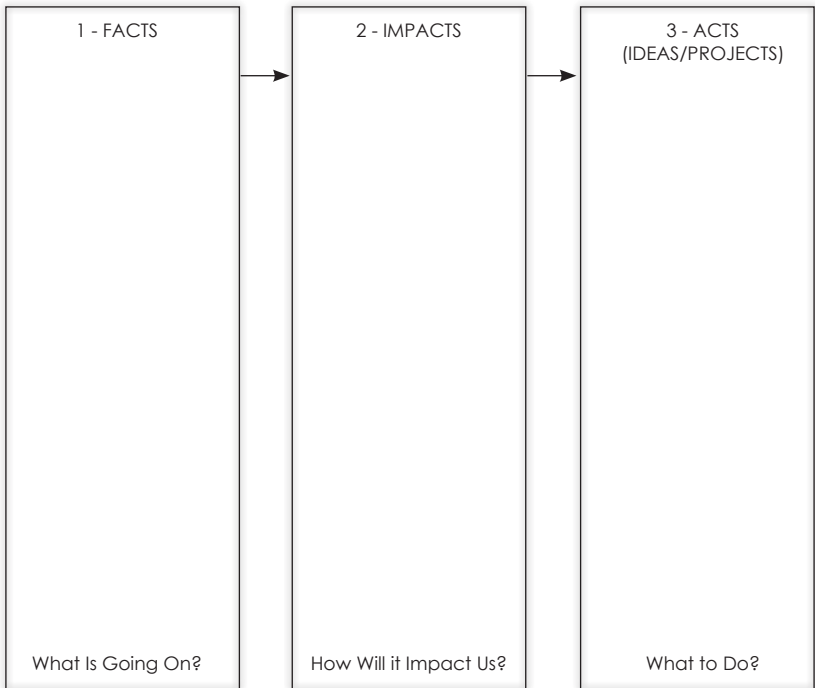 1 - FACTS
What Is Going On?
2 - IMPACTS
How Will it Impact Us?
3 - ACTS
(IDEAS/PROJECTS)
What to Do?